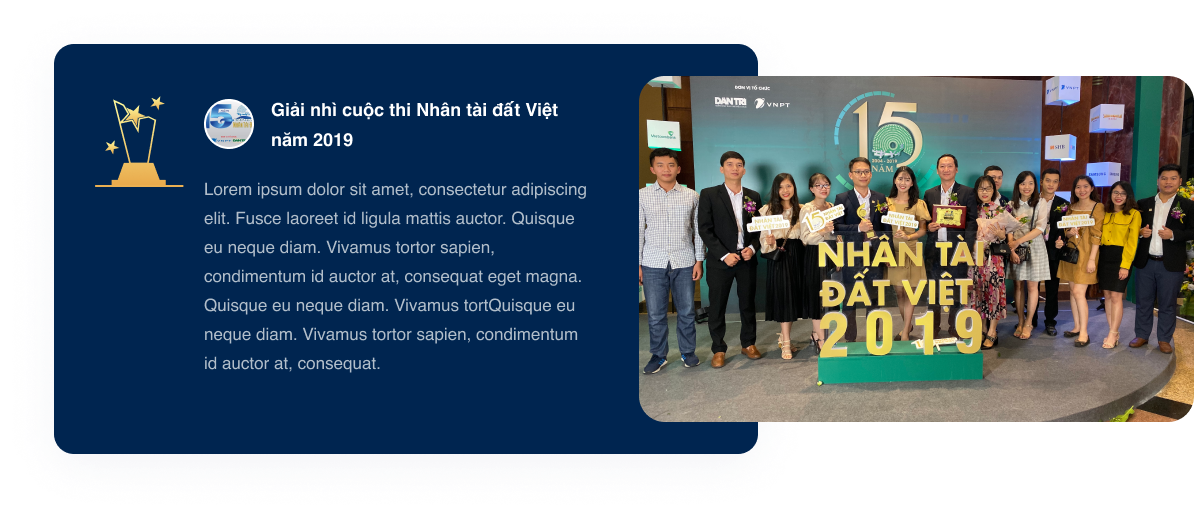 Giải nhì cuộc thi Nhân tài đất Việt
năm 2019
Lorem ipsum dolor sit amet, consectetur adipiscing
elit. Fusce laoreet id ligula mattis auctor. Quisque
eu neque diam. Vivamus tortor sapien,
condimentum id auctor at, consequat eget magna.
Quisque eu neque diam. Vivamus tortQuisque eu
neque diam. Vivamus tortor sapien, condimentum
id auctor at, consequat.
ĐƠN VỊ TỔ CHỨC
DANTRI VNPT
15
2004 - 2019
NĂM
VNPT
NHÂN TÀI
ĐẤT VIỆT
2019